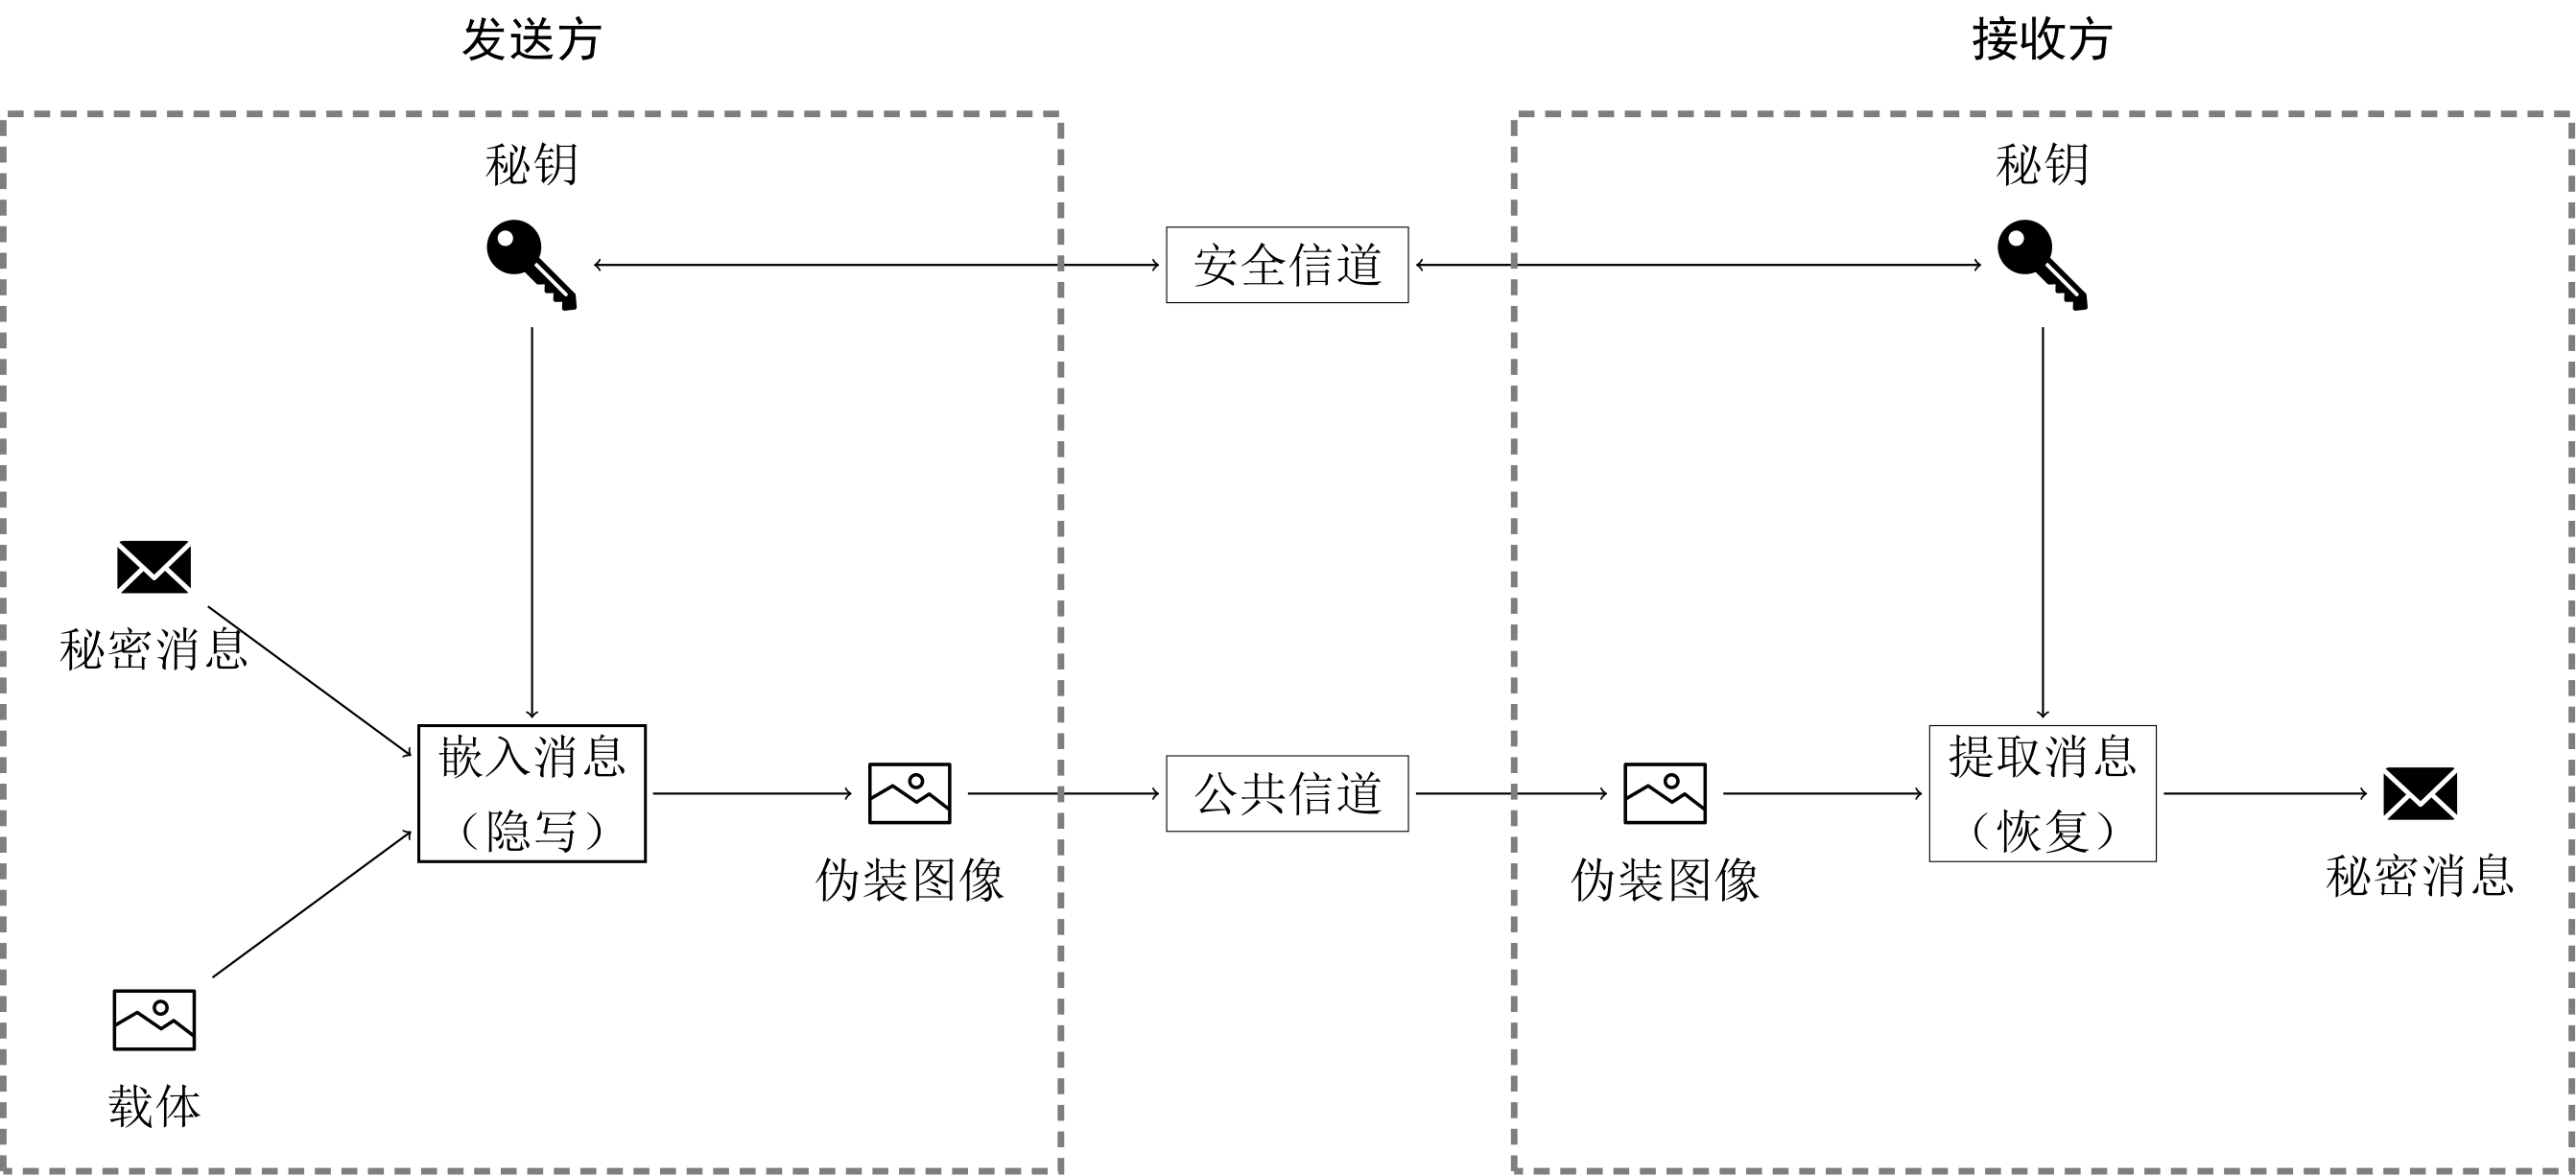 发送方
接收方
秘钥
秘钥
安全信道
秘密消息
嵌入消息
（隐写）
伪装图像
公共信道
伪装图像
提取消息
（恢复）
秘密消息
载体